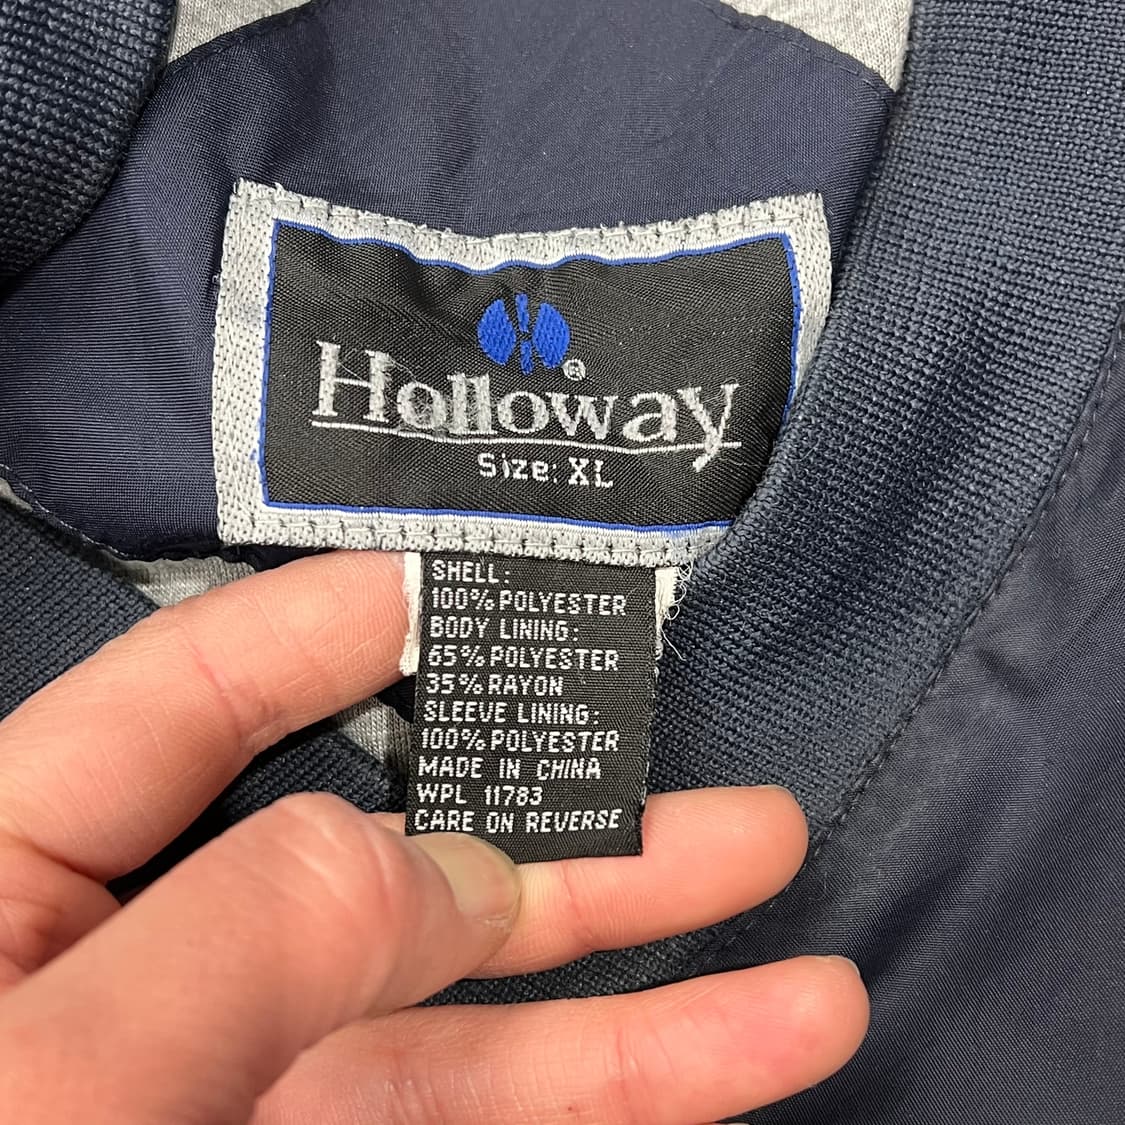 ®
Holloway
Size: XL
SHELL:
100% POLYESTER
BODY LINING:
65% POLYESTER
35% RAYON
SLEEVE LINING:
100% POLYESTER
MADE IN CHINA
WPL 11783
CARE ON REVERSE